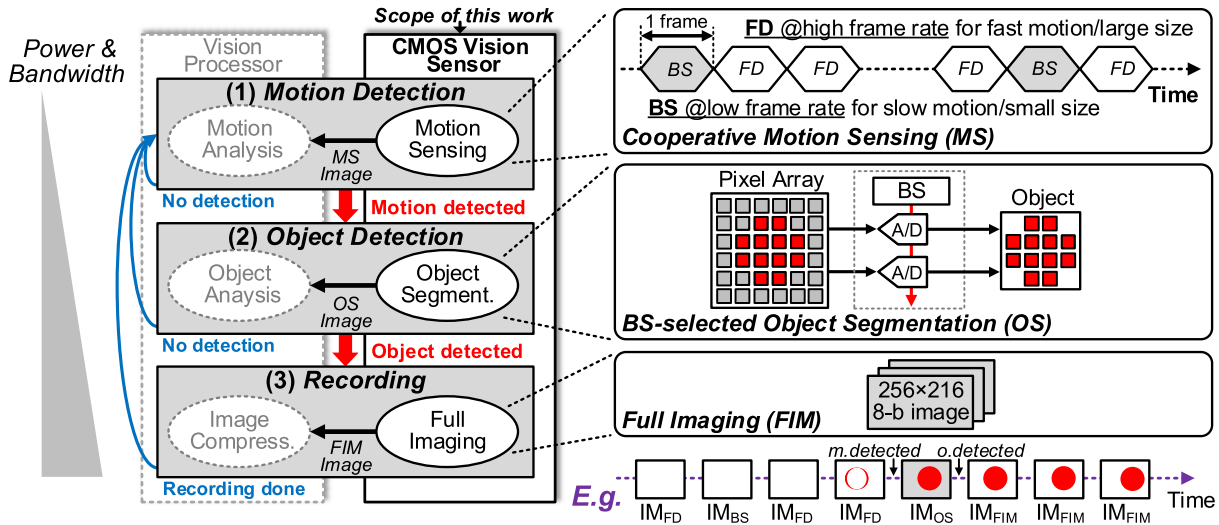 Scope of this work
Power &
Bandwidth
Vision
Processor
CMOS Vision
Sensor
(1) Motion Detection
Motion
Analysis
MS
Image
Motion
Sensing
No detection
Motion detected
(2) Object Detection
Object
Anaysis
OS
Image
Object
Segment.
No detection
Object detected
(3) Recording
Image
Compress.
FIM
Image
Full
Imaging
Recording done
1 frame
FD @high frame rate for fast motion/large size
BS
FD
FD
FD
BS
FD
Time
BS @low frame rate for slow motion/small size
Cooperative Motion Sensing (MS)
Pixel Array
BS
A/D
A/D
Object
BS-selected Object Segmentation (OS)
256×216
8-b image
Full Imaging (FIM)
m.detected
o.detected
E.g.
Time
IMFD
IMBS
IMFD
IMFD
IMOS
IMFIM
IMFIM
IMFIM